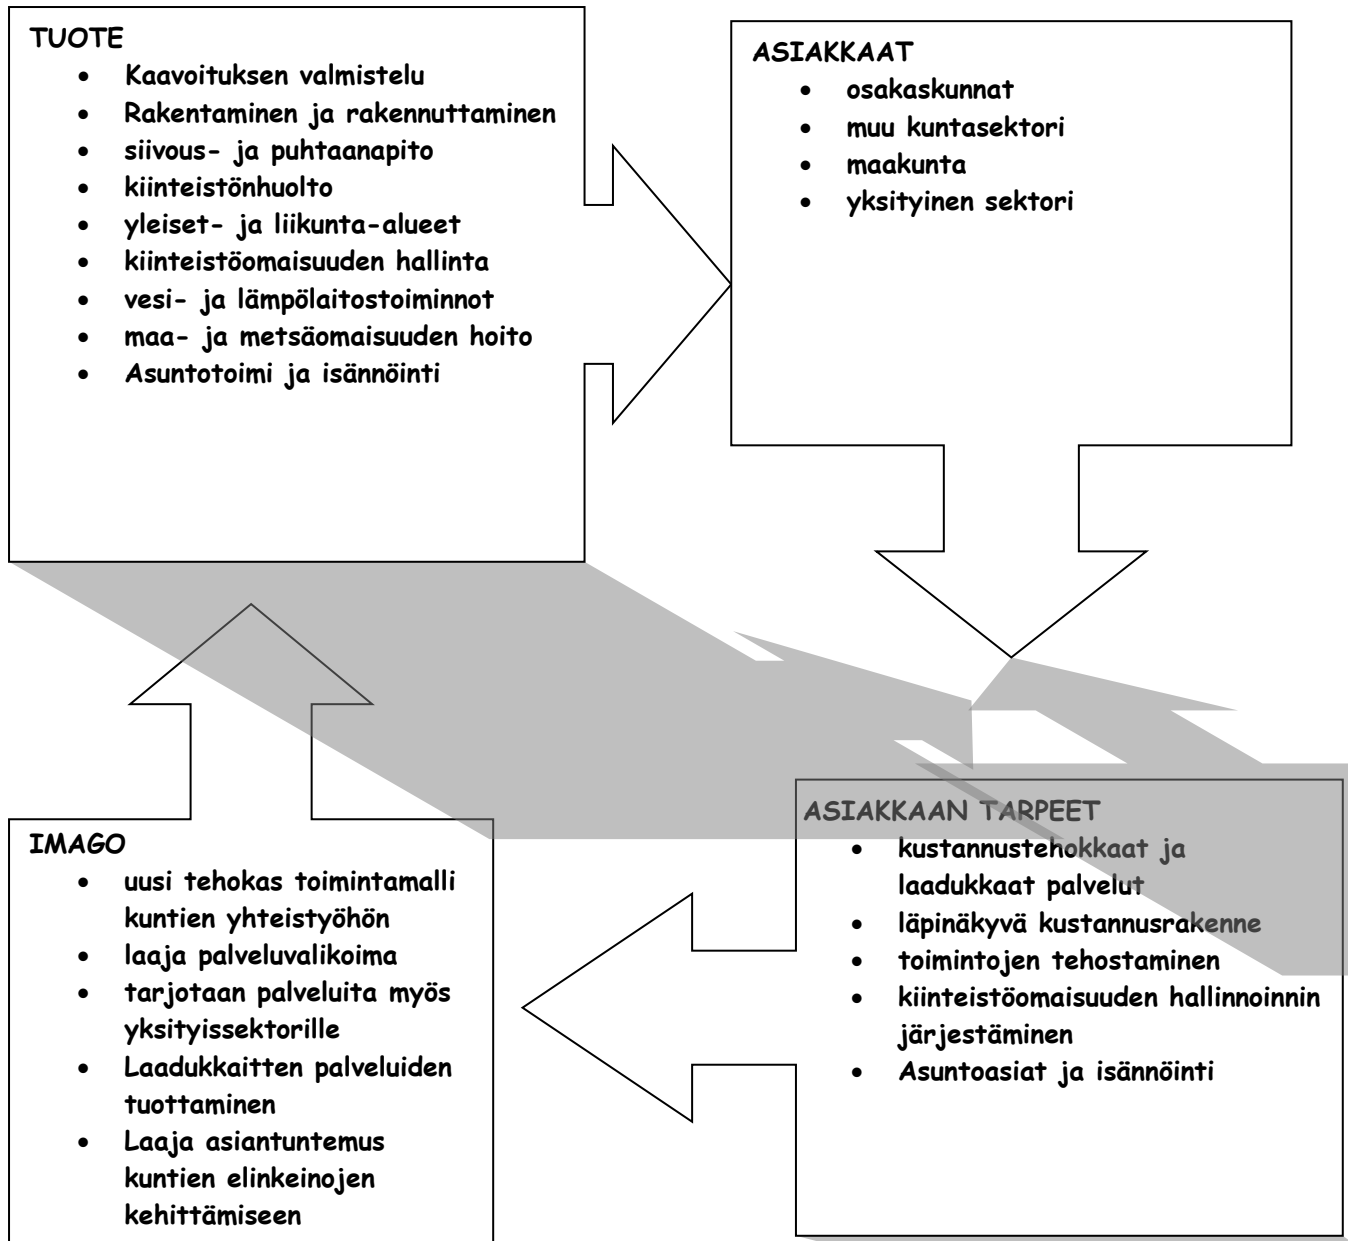 TUOTE
• Kaavoituksen valmistelu
• Rakentaminen ja rakennuttaminen
• siivous- ja puhtaanapito
• kiinteistönhuolto
• yleiset- ja liikunta-alueet
• kiinteistöomaisuuden hallinta
• vesi- ja lämpölaitostoiminnot
• maa- ja metsäomaisuuden hoito
• Asuntotoimi ja isännöinti
ASIAKKAAT
• osakaskunnat
• muu kuntasektori
• maakunta
• yksityinen sektori
ASIAKKAAN TARPEET
• kustannustehokkaat ja
laadukkaat palvelut
• läpinäkyvä kustannusrakenne
• toimintojen tehostaminen
• kiinteistöomaisuuden hallinnoinnin
järjestäminen
• Asuntoasiat ja isännöinti
IMAGO
• uusi tehokas toimintamalli
kuntien yhteistyöhön
• laaja palveluvalikoima
• tarjotaan palveluita myös
yksityissektorille
• Laadukkaitten palveluiden
tuottaminen
• Laaja asiantuntemus
kuntien elinkeinojen
kehittämiseen